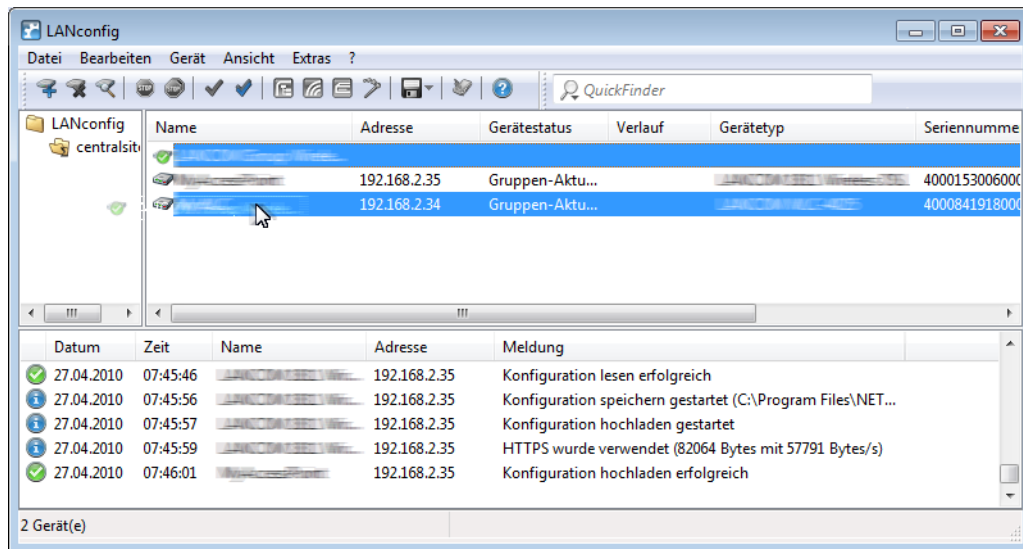 LANconfig
Datei Bearbeiten Gerät Ansicht Extras ?
QuickFinder
LANconfig
centralsit
Name Adresse Gerätestatus Verlauf Gerätetyp Seriennumme
192.168.2.35 Gruppen-Aktu... 4000153006000
192.168.2.34 Gruppen-Aktu... 4000841918000
Datum Zeit Name Adresse Meldung
27.04.2010 07:45:46 192.168.2.35 Konfiguration lesen erfolgreich
27.04.2010 07:45:56 192.168.2.35 Konfiguration speichern gestartet (C:\Program Files\NET...
27.04.2010 07:45:57 192.168.2.35 Konfiguration hochladen gestartet
27.04.2010 07:45:59 192.168.2.35 HTTPS wurde verwendet (82064 Bytes mit 57791 Bytes/s)
27.04.2010 07:46:01 192.168.2.35 Konfiguration hochladen erfolgreich
2 Gerät(e)